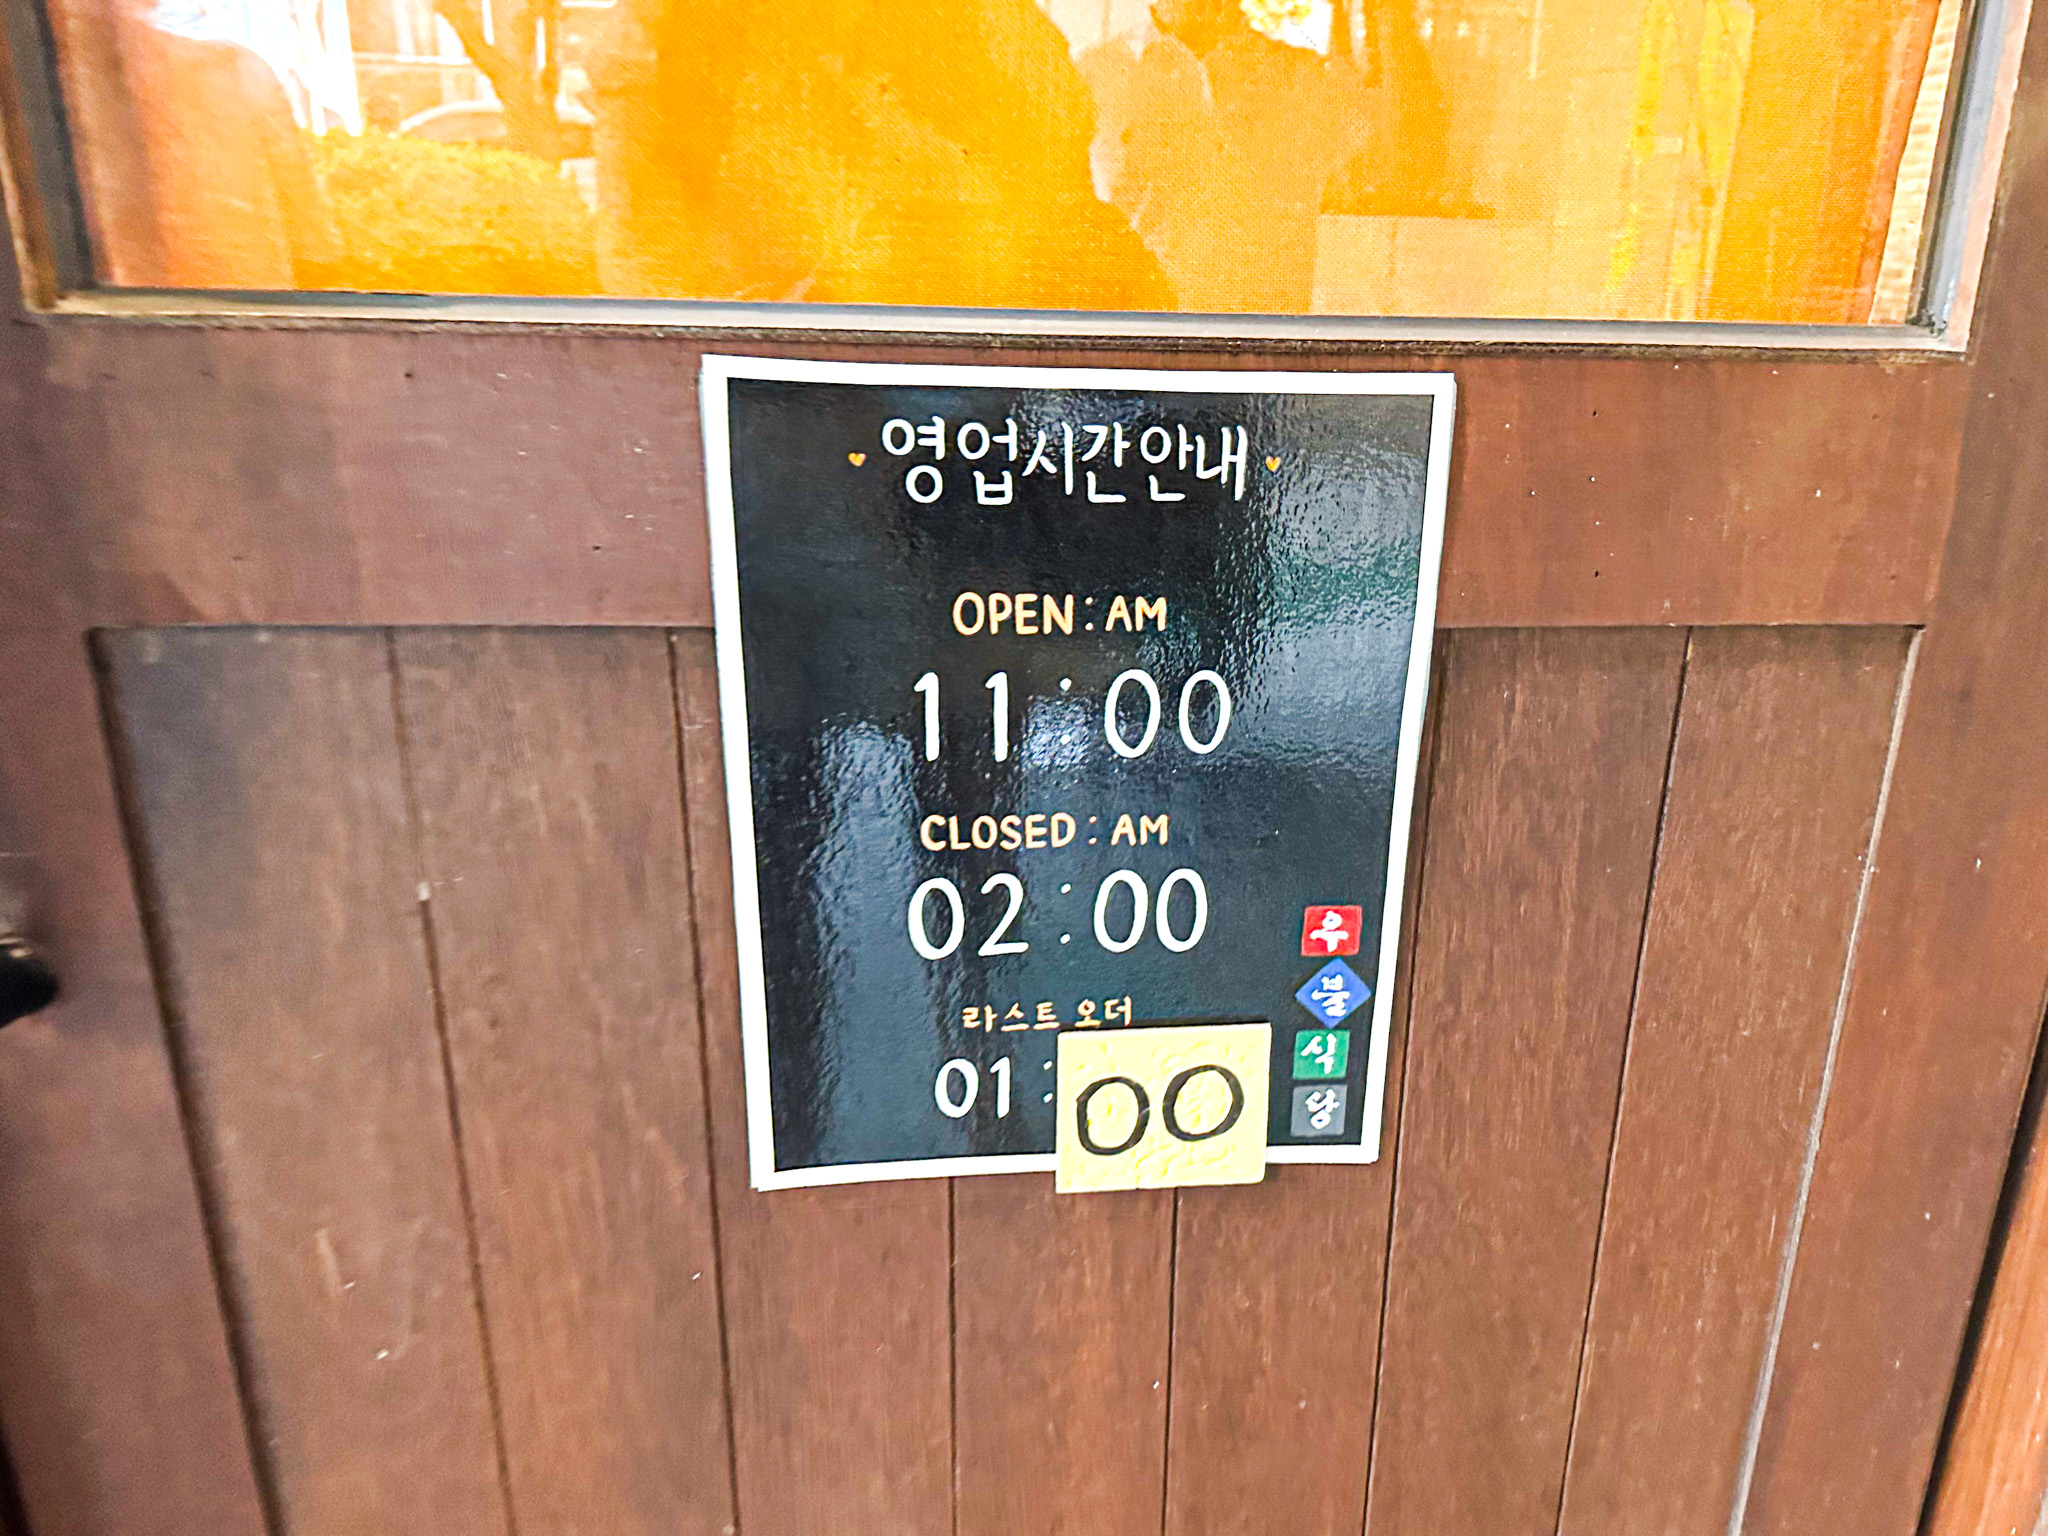 영업시간안내
OPEN : AM
11 : 00
CLOSED : AM
02 : 00
라스트 오더
01 : 00
우
불
식
당